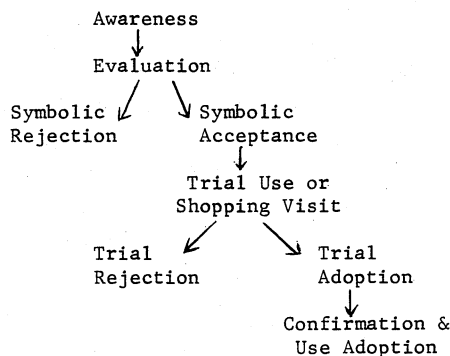 Awareness
Evaluation
Symbolic Rejection
Symbolic Acceptance
Trial Use or
Shopping Visit
Trial Rejection
Trial Adoption
Confirmation &
Use Adoption